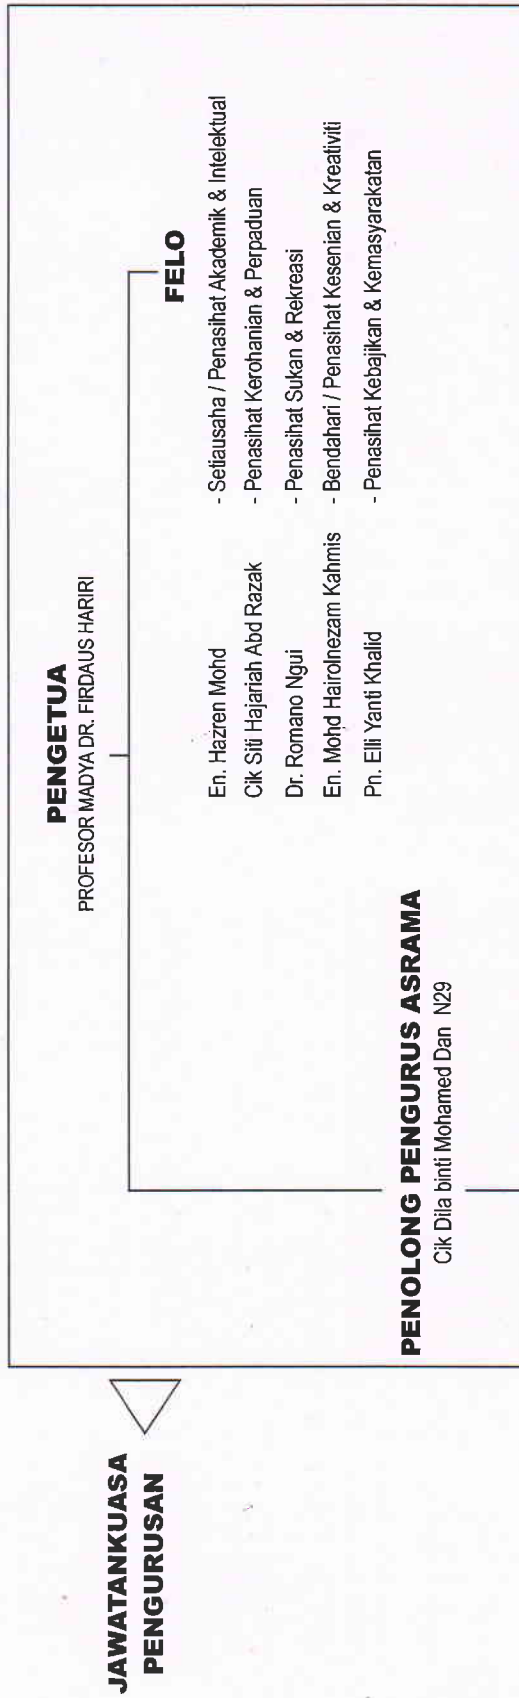 JAWATANKUASA
PENGURUSAN
PENGETUA
PROFESOR MADYA DR. FIRDAUS HARIRI
FELO
En. Hazren Mohd - Setiausaha / Penasihat Akademik & Intelektual
Cik Siti Hajariah Abd Razak - Penasihat Kerohanian & Perpaduan
Dr. Romano Ngui - Penasihat Sukan & Rekreasi
En. Mohd Hairolnezam Kahmis - Bendahari / Penasihat Kesenian & Kreativiti
Pn. Elli Yanti Khalid - Penasihat Kebajikan & Kemasyarakatan
PENOLONG PENGURUS ASRAMA
Cik Dila binti Mohamed Dan N29